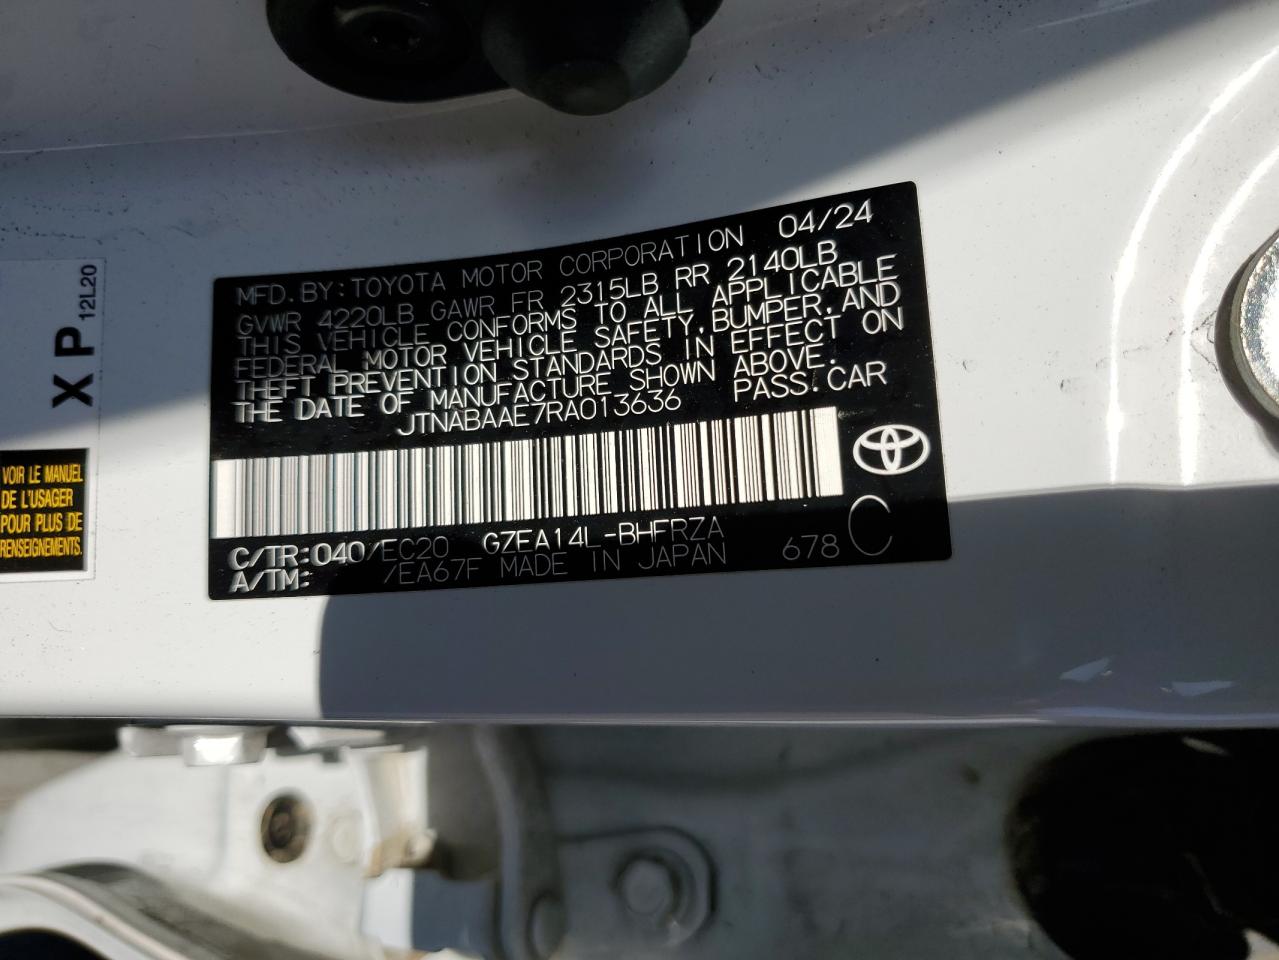 MFD.BY:TOYOTA MOTOR CORPORATION 04/24
GVWR 4220LB GAWR FR 2315LB RR 2140LB
THIS VEHICLE CONFORMS TO ALL APPLICABLE
FEDERAL MOTOR VEHICLE SAFETY,BUMPER,AND
THEFT PREVENTION STANDARDS IN EFFECT ON
THE DATE OF MANUFACTURE SHOWN ABOVE.
JTNABAAE7RA013636 PASS.CAR
C/TR:040/EC20 GZEA14L-BHFRZA
A/TM: /EA67F MADE IN JAPAN 678 C
X P 12L20
VOIR LE MANUEL
DE L'USAGER
POUR PLUS DE
RENSEIGNEMENTS.